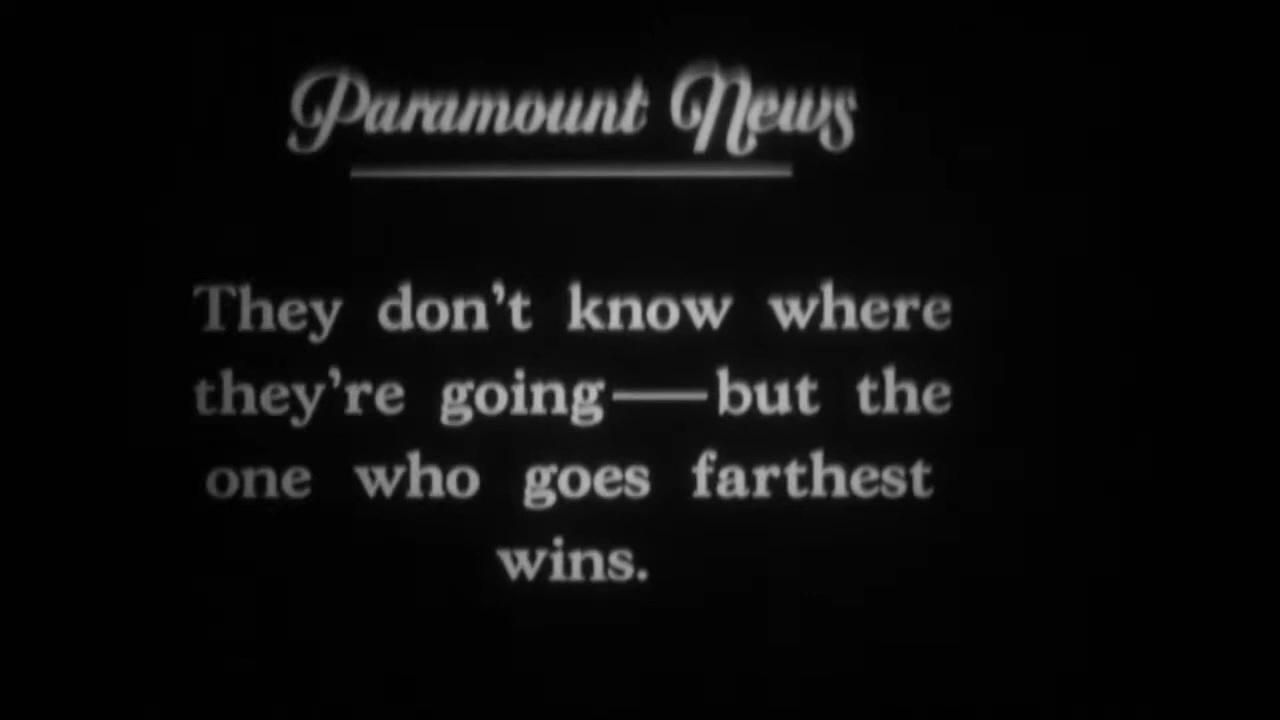 Paramount News
They don't know where
they're going—but the
one who goes farthest
wins.